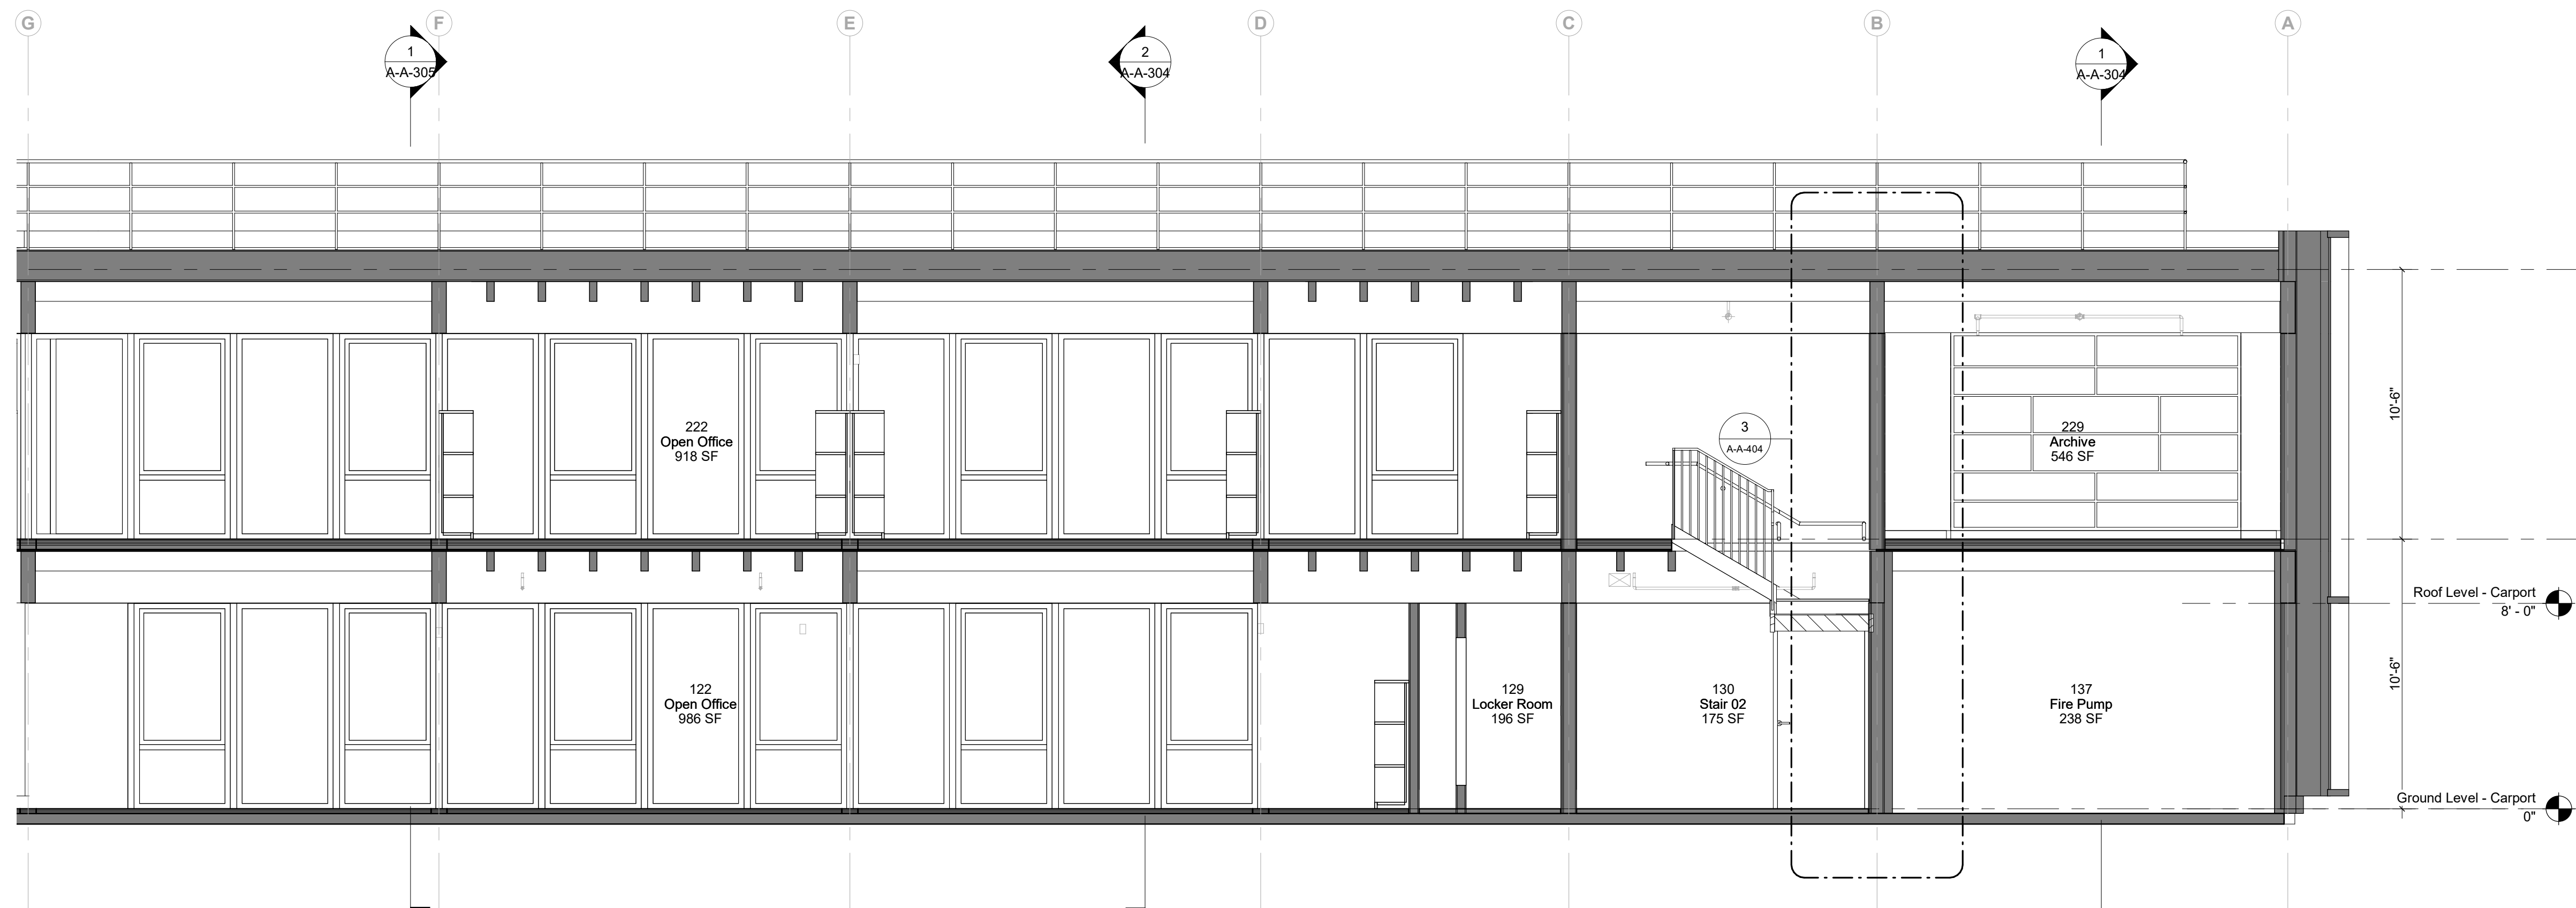 G
F
E
D
C
B
A
1
A-A-305
2
A-A-304
1
A-A-304
222
Open Office
918 SF
3
A-A-404
229
Archive
546 SF
10'-6"
Roof Level - Carport
8' - 0"
122
Open Office
986 SF
129
Locker Room
196 SF
130
Stair 02
175 SF
137
Fire Pump
238 SF
10'-6"
Ground Level - Carport
0"